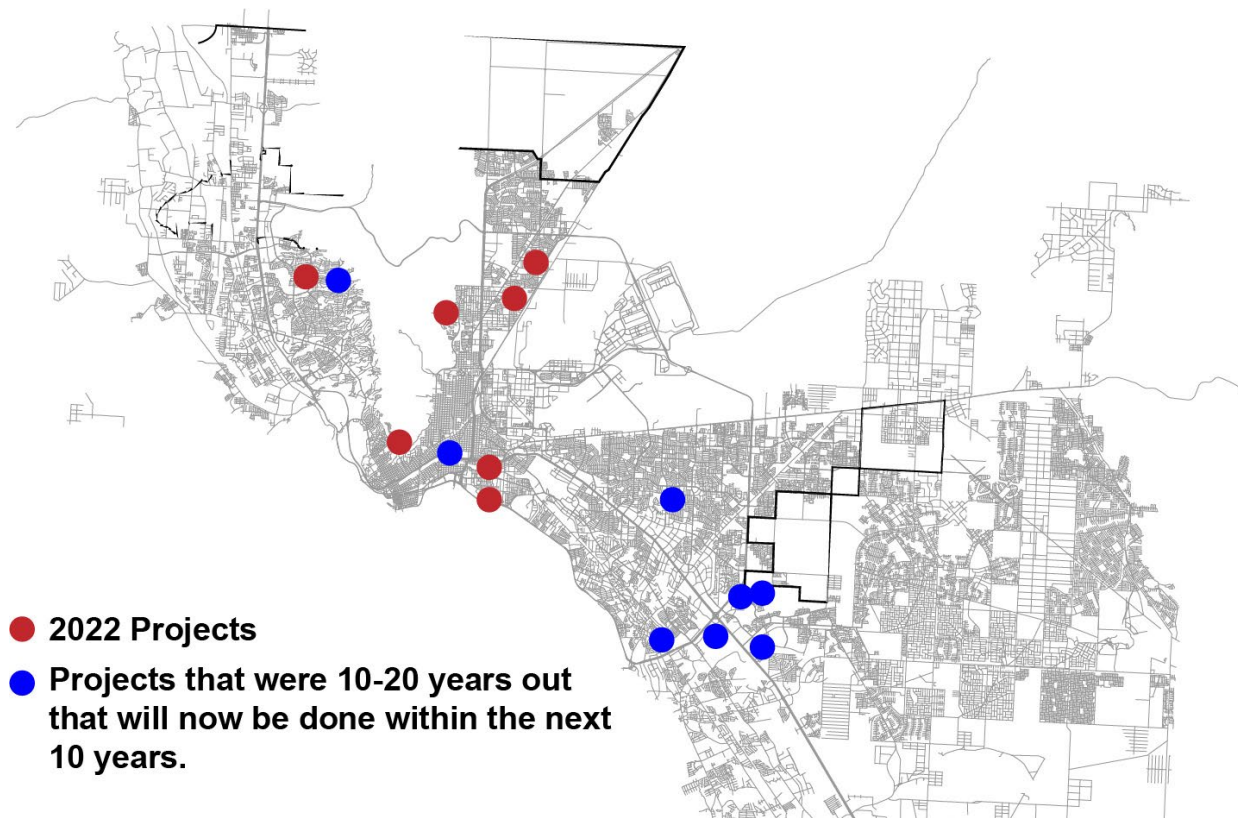 2022 Projects
Projects that were 10-20 years out
that will now be done within the next
10 years.